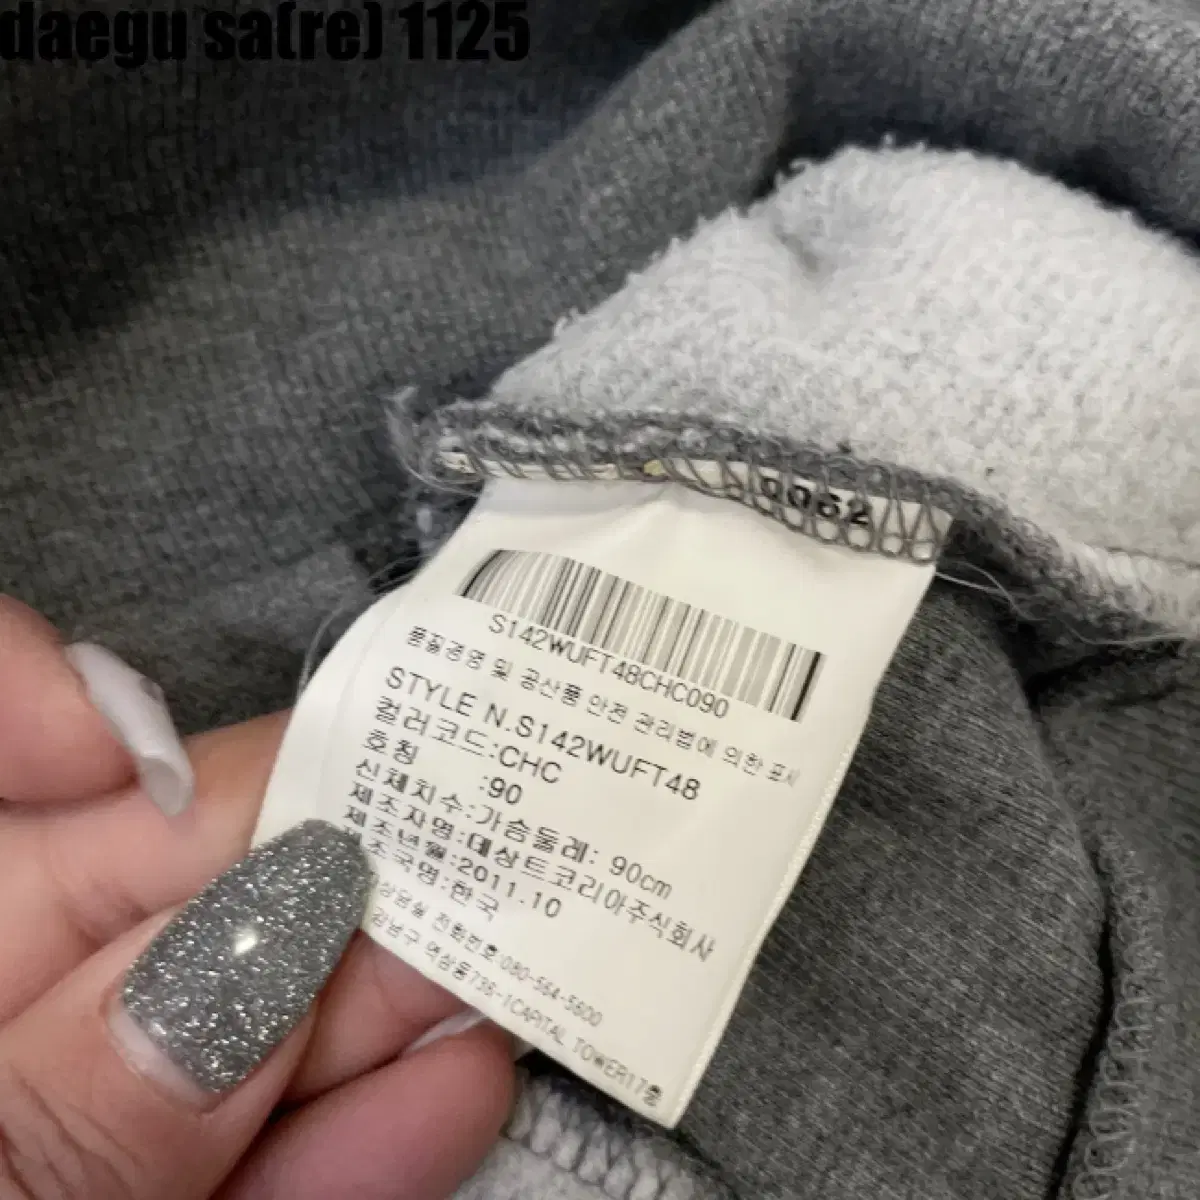 daegu sa(re) 1125
0062
S142WUFT48CHC090
품질경영 및 공산품 안전 관리법에 의한 표시
STYLE N.S142WUFT48
컬러코드:CHC
호칭 :90
신체치수:가슴둘레: 90cm
제조자명:데상트코리아주식회사
제조년월:2011.10
제조국명:한국
상담실 전화번호:080-564-5600
강남구 역삼동736-1CAPITAL TOWER17층